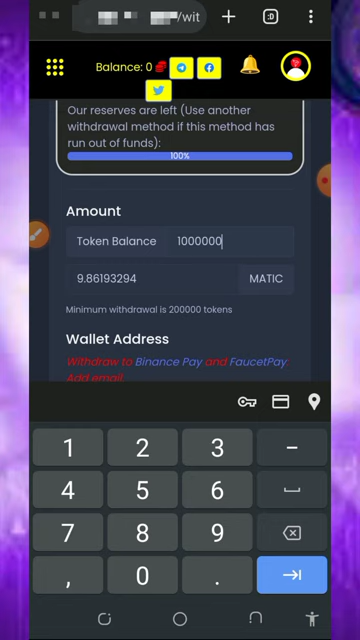 /wit
:D
Balance: 0
Our reserves are left (Use another
withdrawal method if this method has
run out of funds):
100%
Amount
Token Balance 1000000
9.86193294 MATIC
Minimum withdrawal is 200000 tokens
Wallet Address
Withdraw to Binance Pay and FaucetPay:
Add email.
1 2 3 −
4 5 6
7 8 9
, 0 .